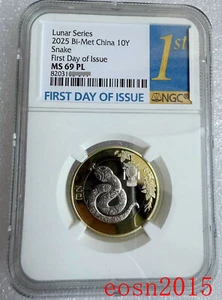 Lunar Series
2025 Bi-Met China 10Y
Snake
First Day of Issue
MS 69 PL
1st
FIRST DAY OF ISSUE
NGC
eosn2015